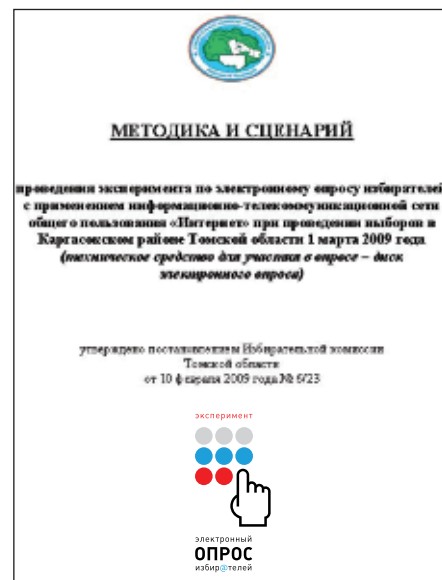 МЕТОДИКА И СЦЕНАРИЙ
проведения эксперимента по электронному опросу избирателей
с применением информационно-телекоммуникационной сети
общего пользования «Интернет» при проведении выборов в
Каргасокском районе Томской области 1 марта 2009 года
(техническое средство для участия в опросе – диск
электронного опроса)
утверждено постановлением Избирательной комиссии
Томской области
от 10 февраля 2009 года № 6/23
эксперимент
электронный
ОПРОС
избир@телей